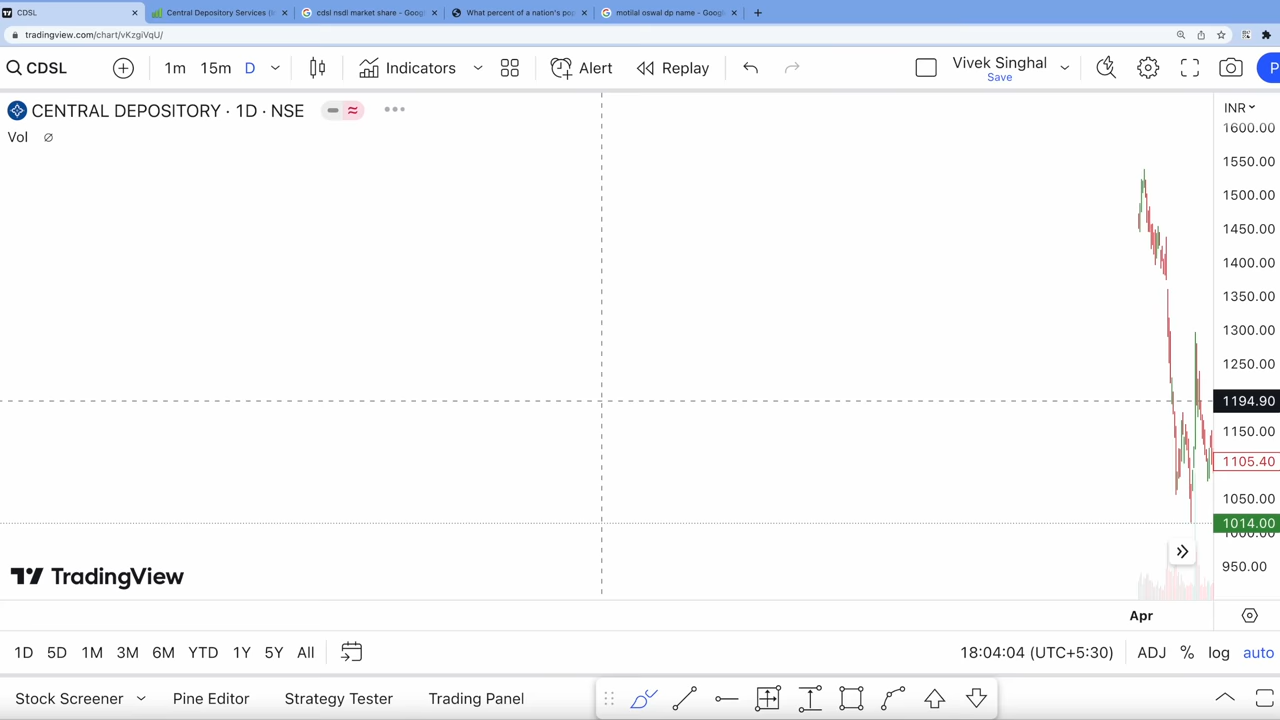 CDSL
Central Depository Services (I
cdsl nsdl market share - Goog
What percent of a nation's pop
motilal oswal dp name - Googl
tradingview.com/chart/vKzgiVqU/
CDSL
1m
15m
D
Indicators
Alert
Replay
Vivek Singhal
Save
P
CENTRAL DEPOSITORY · 1D · NSE
Vol
INR
1600.00
1550.00
1500.00
1450.00
1400.00
1350.00
1300.00
1250.00
1194.90
1150.00
1105.40
1050.00
1014.00
1000.00
950.00
TradingView
Apr
1D 5D 1M 3M 6M YTD 1Y 5Y All
18:04:04 (UTC+5:30)
ADJ % log auto
Stock Screener
Pine Editor
Strategy Tester
Trading Panel